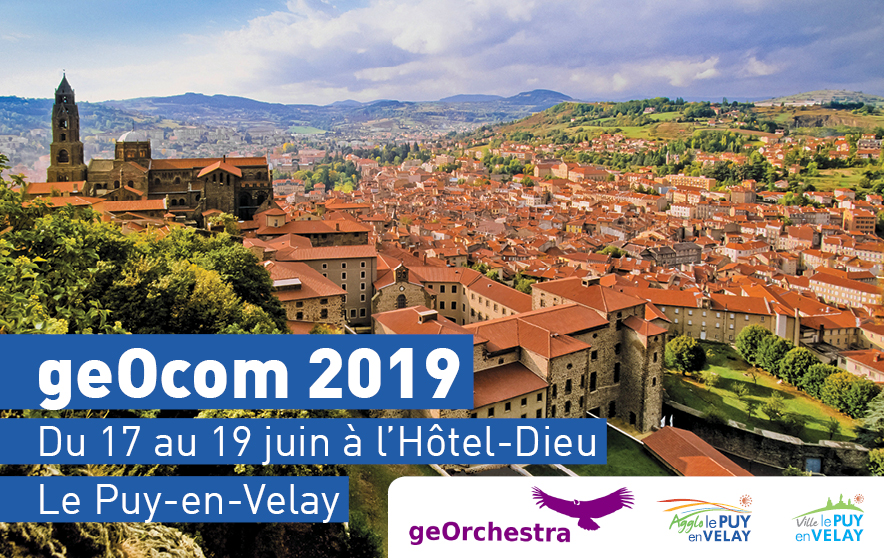 geOcom 2019
Du 17 au 19 juin à l'Hôtel-Dieu
Le Puy-en-Velay
geOrchestra
Agglo le PUY
en VELAY
Ville le PUY
en VELAY